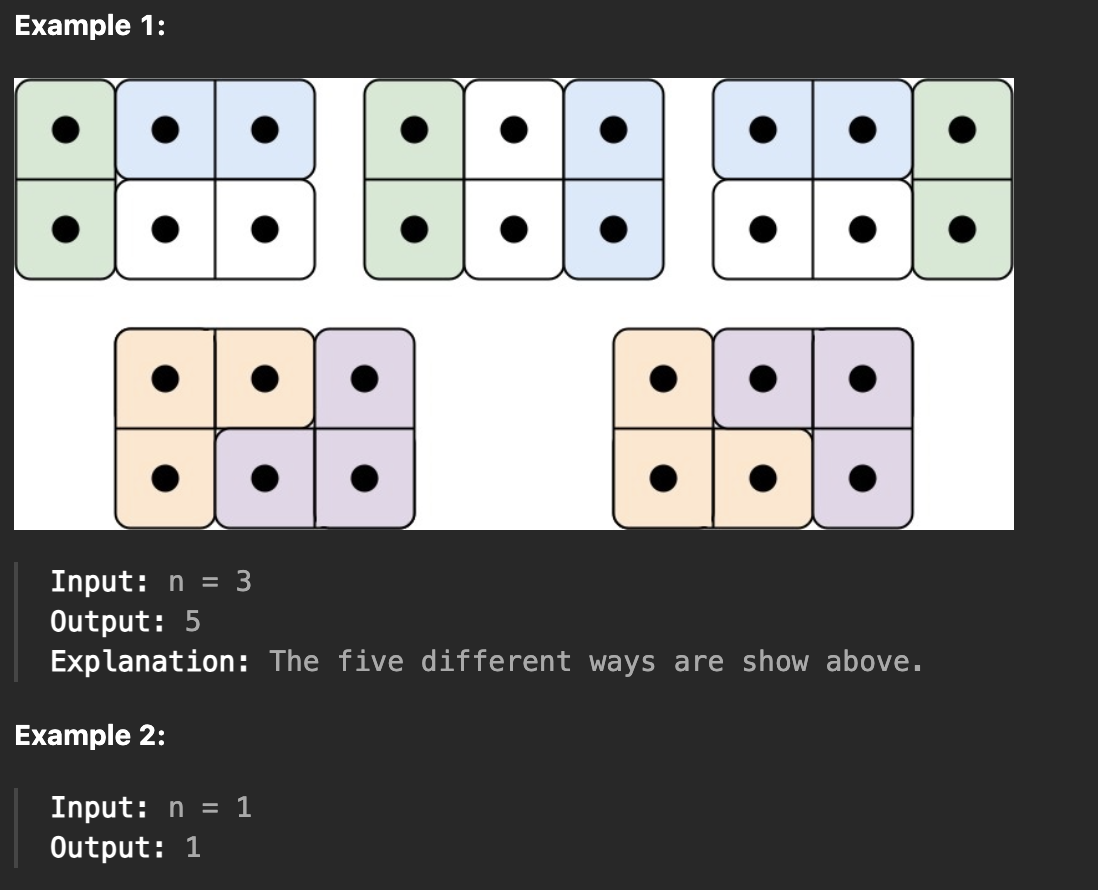 Example 1:
Input: n = 3
Output: 5
Explanation: The five different ways are show above.
Example 2:
Input: n = 1
Output: 1